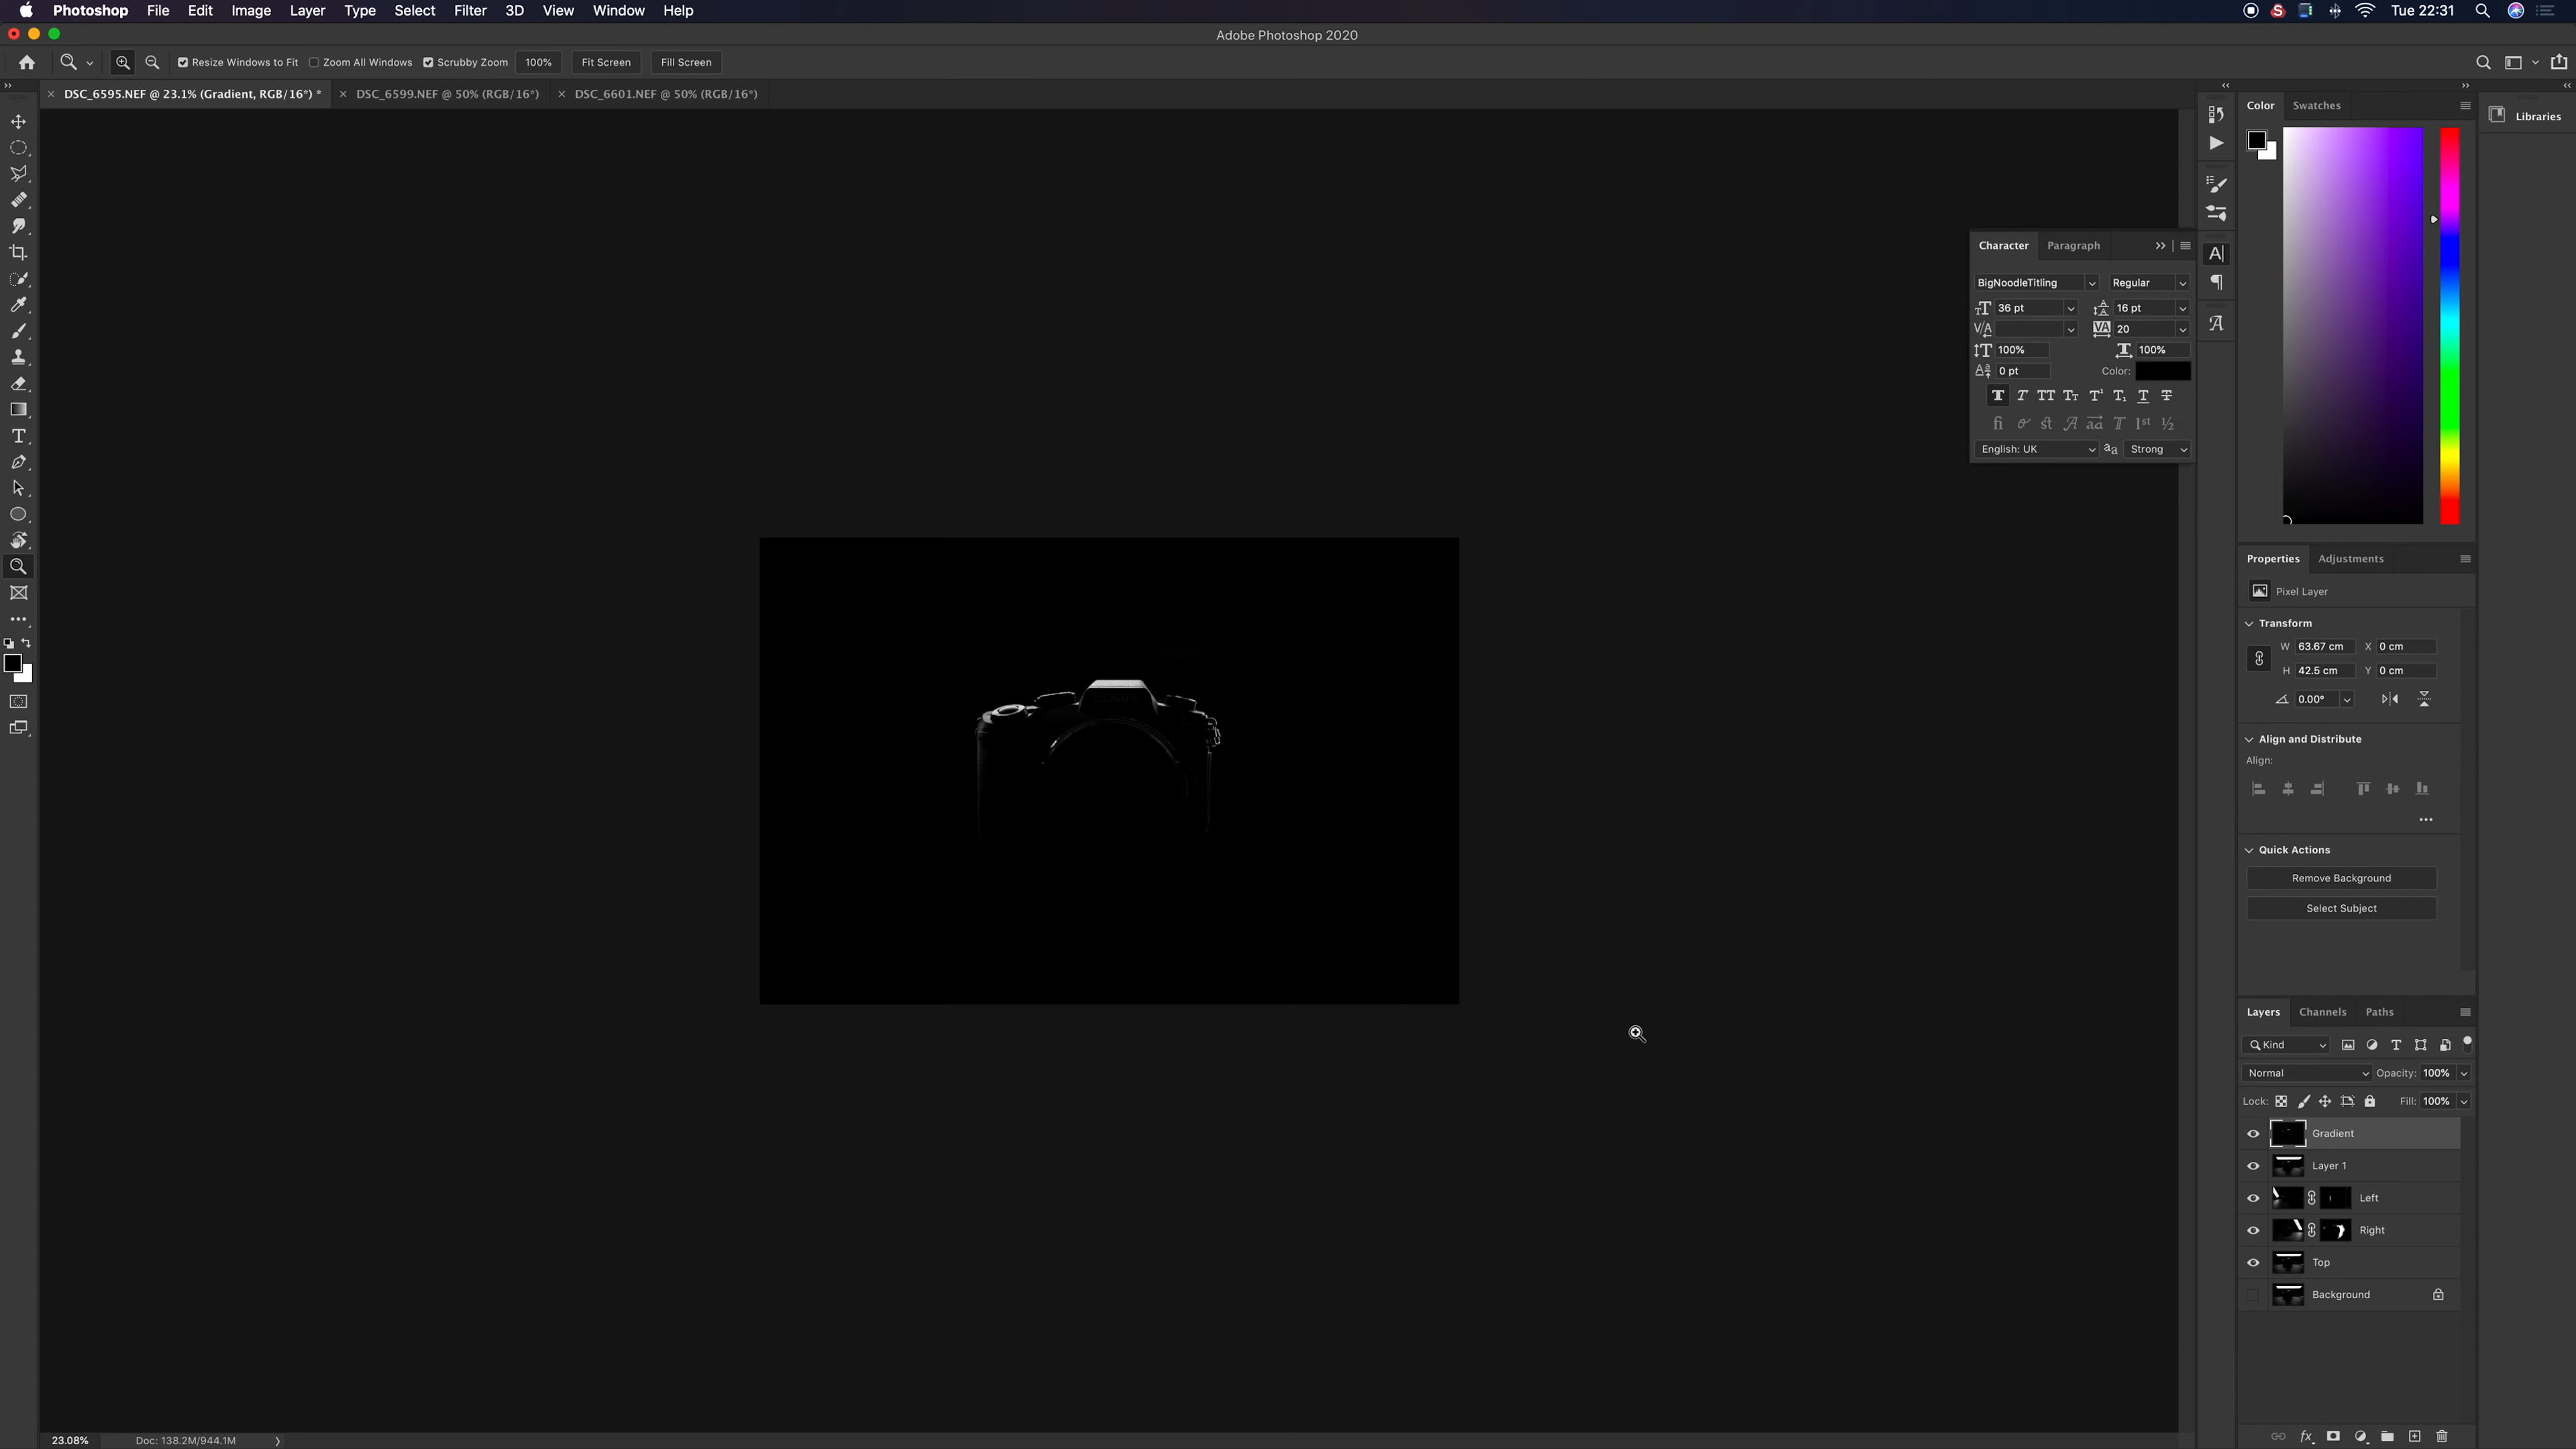 Photoshop File Edit Image Layer Type Select Filter 3D View Window Help Tue 22:31
Adobe Photoshop 2020
Resize Windows to Fit Zoom All Windows Scrubby Zoom 100% Fit Screen Fill Screen
DSC_6595.NEF @ 23.1% (Gradient, RGB/16*) * DSC_6599.NEF @ 50% (RGB/16*) DSC_6601.NEF @ 50% (RGB/16*)
Color Swatches
Libraries
Character Paragraph
BigNoodleTitling Regular
36 pt 16 pt
20
100% 100%
0 pt Color:
English: UK Strong
Properties Adjustments
Pixel Layer
Transform
W 63.67 cm X 0 cm
H 42.5 cm Y 0 cm
0.00°
Align and Distribute
Align:
Quick Actions
Remove Background
Select Subject
Layers Channels Paths
Kind
Normal Opacity: 100%
Lock: Fill: 100%
Gradient
Layer 1
Left
Right
Top
Background
23.08% Doc: 138.2M/944.1M